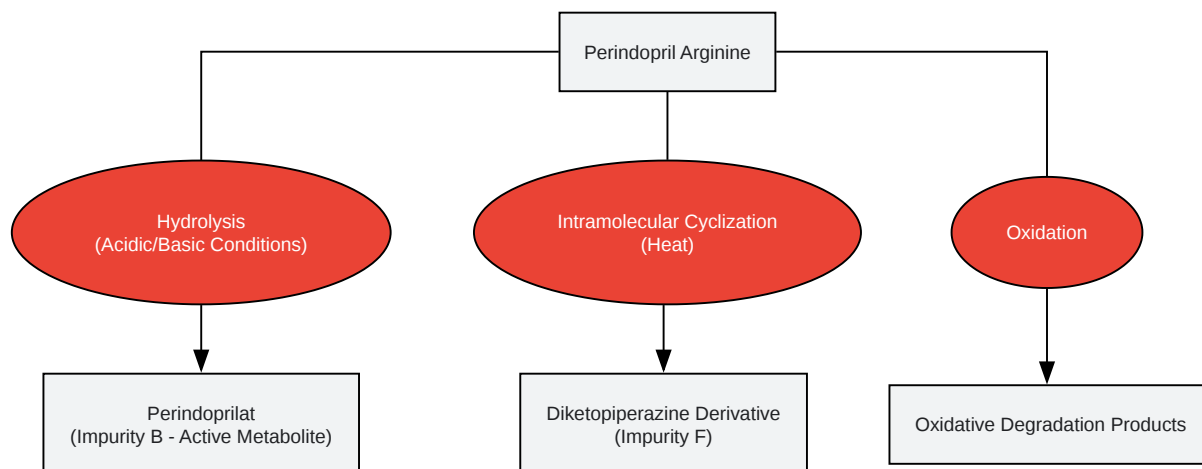 Perindopril Arginine
Hydrolysis
(Acidic/Basic Conditions)
Intramolecular Cyclization
(Heat)
Oxidation
Perindoprilat
(Impurity B - Active Metabolite)
Diketopiperazine Derivative
(Impurity F)
Oxidative Degradation Products